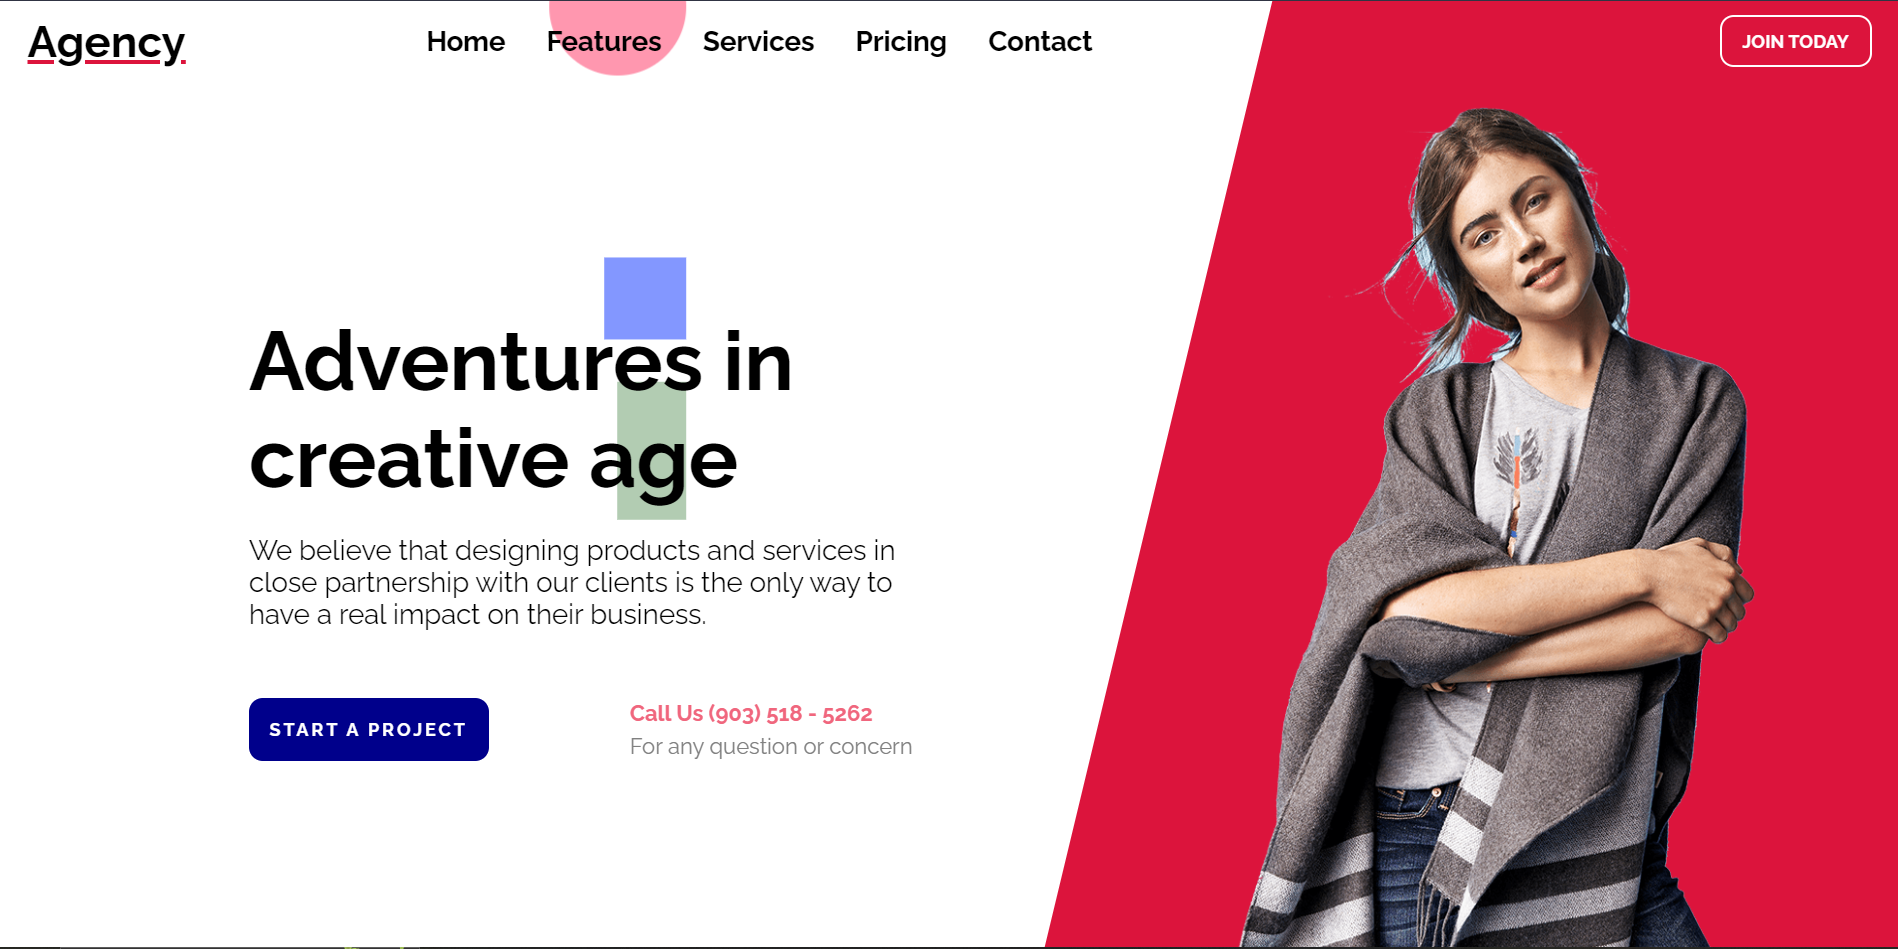 Agency
Home Features Services Pricing Contact
JOIN TODAY
Adventures in
creative age
We believe that designing products and services in
close partnership with our clients is the only way to
have a real impact on their business.
START A PROJECT
Call Us (903) 518 - 5262
For any question or concern